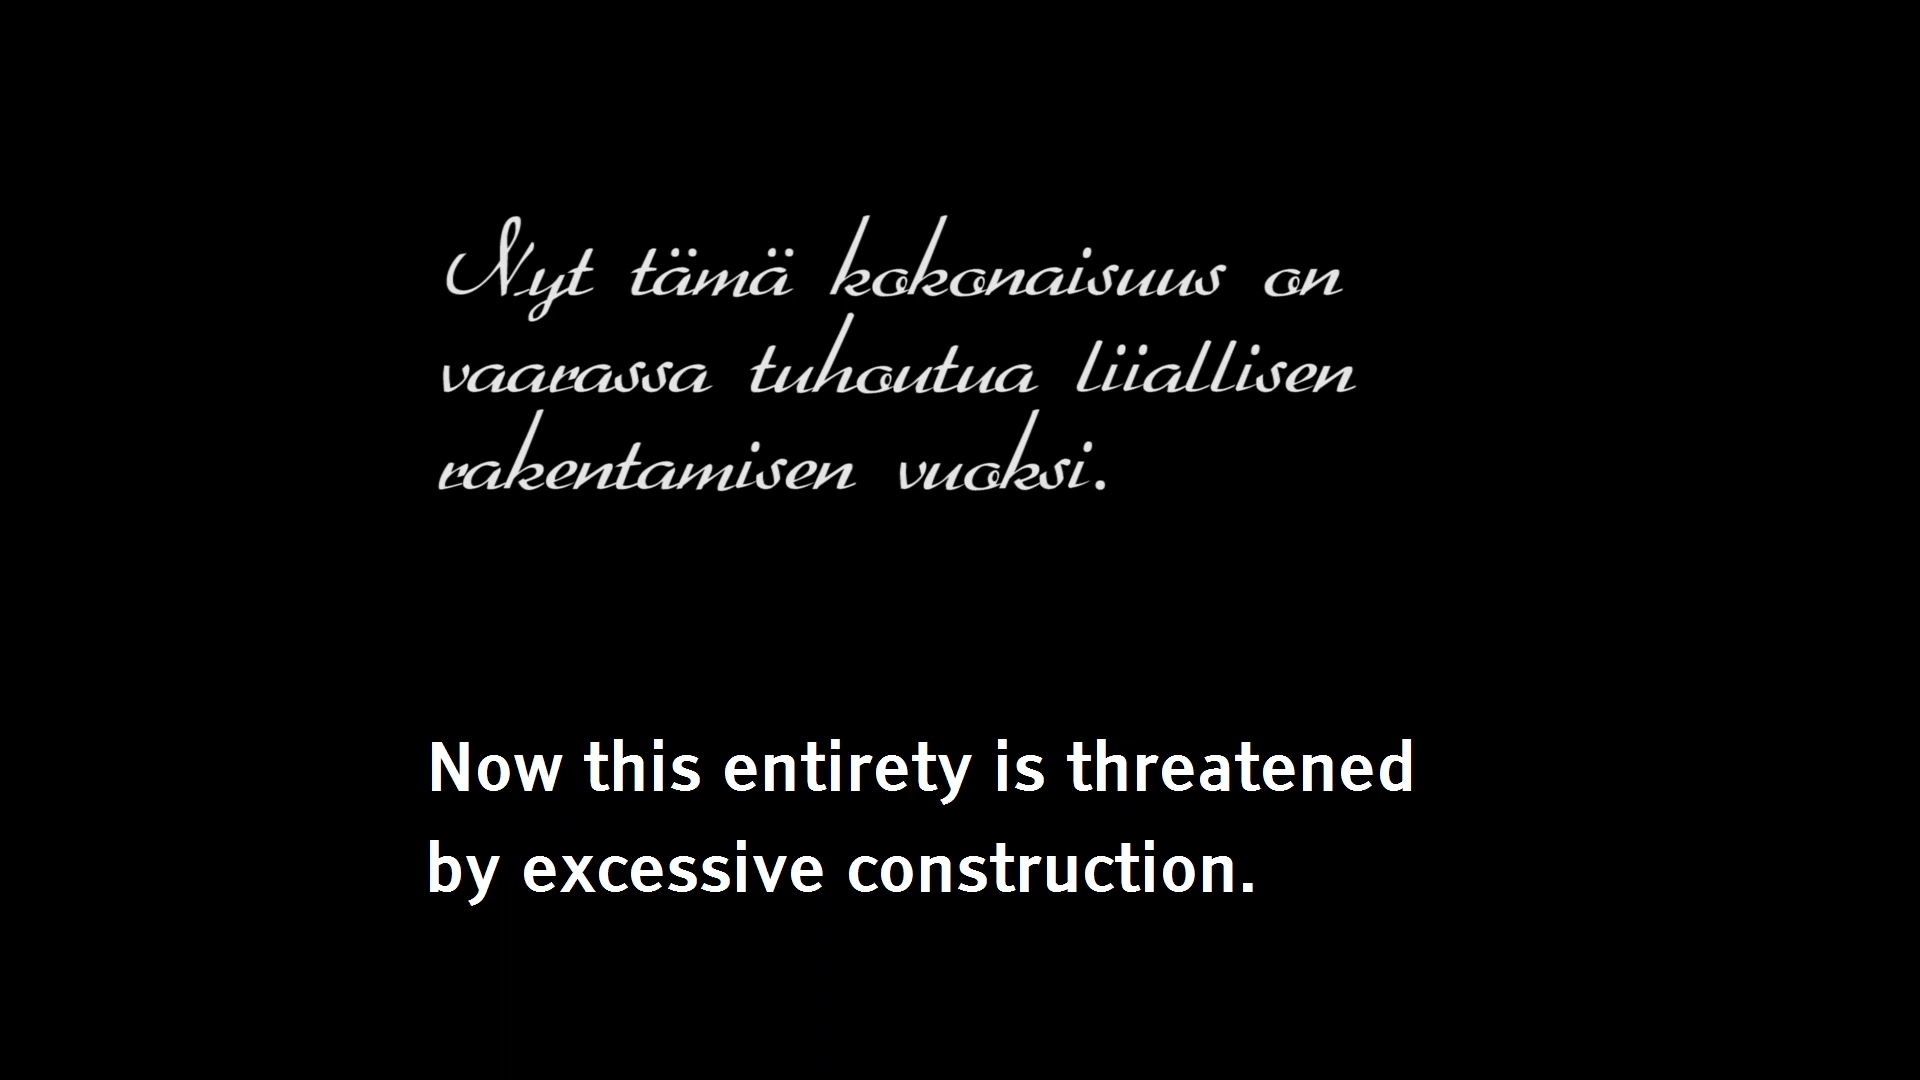 Nyt tämä kokonaisuus on
vaarassa tuhoutua liiallisen
rakentamisen vuoksi.
Now this entirety is threatened
by excessive construction.